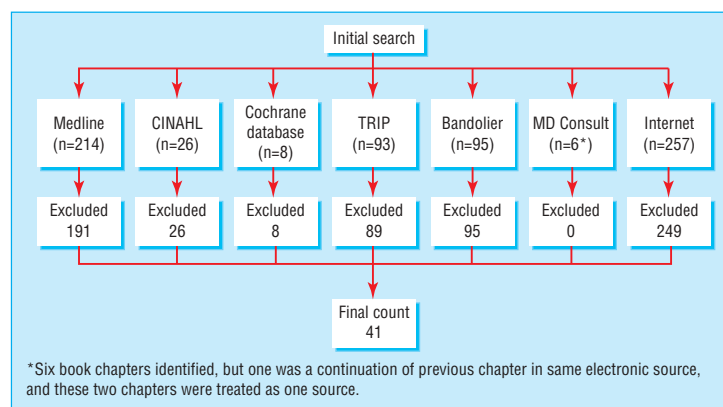 Initial search
Medline
(n=214)
CINAHL
(n=26)
Cochrane
database
(n=8)
TRIP
(n=93)
Bandolier
(n=95)
MD Consult
(n=6*)
Internet
(n=257)
Excluded
191
Excluded
26
Excluded
8
Excluded
89
Excluded
95
Excluded
0
Excluded
249
Final count
41
*Six book chapters identified, but one was a continuation of previous chapter in same electronic source,
and these two chapters were treated as one source.